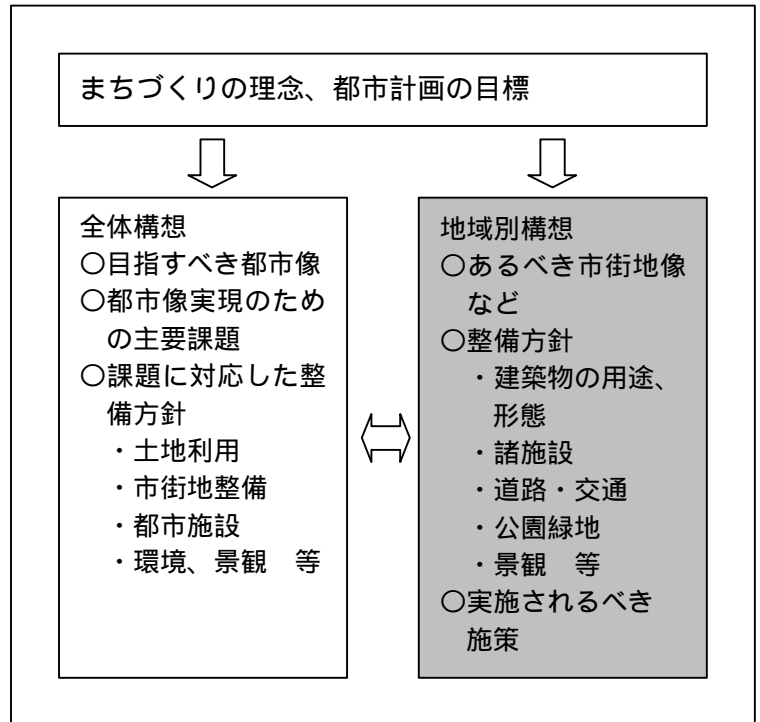 まちづくりの理念、都市計画の目標
全体構想
○目指すべき都市像
○都市像実現のため
の主要課題
○課題に対応した整
備方針
・土地利用
・市街地整備
・都市施設
・環境、景観　等
地域別構想
○あるべき市街地像
など
○整備方針
・建築物の用途、
形態
・諸施設
・道路・交通
・公園緑地
・景観　等
○実施されるべき
施策